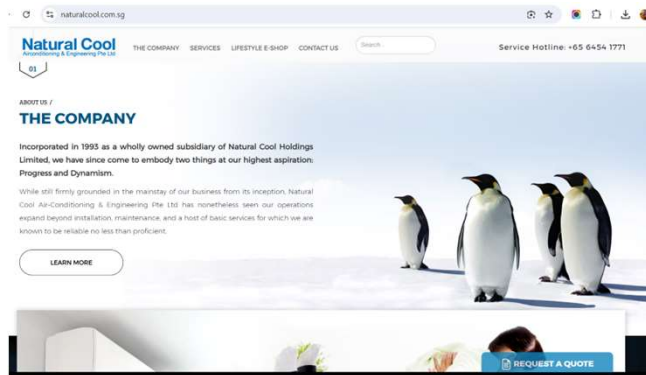 naturalcool.com.sg
Natural Cool
Airconditioning & Engineering Pte Ltd
THE COMPANY SERVICES LIFESTYLE E-SHOP CONTACT US
Search
Service Hotline: +65 6454 1771
01
ABOUT US /
THE COMPANY
Incorporated in 1993 as a wholly owned subsidiary of Natural Cool Holdings
Limited, we have since come to embody two things at our highest aspiration:
Progress and Dynamism.
While still firmly grounded in the mainstay of our business from its inception, Natural
Cool Air-Conditioning & Engineering Pte Ltd has nonetheless seen our operations
expand beyond installation, maintenance, and a host of basic services for which we are
known to be reliable no less than proficient.
LEARN MORE
REQUEST A QUOTE